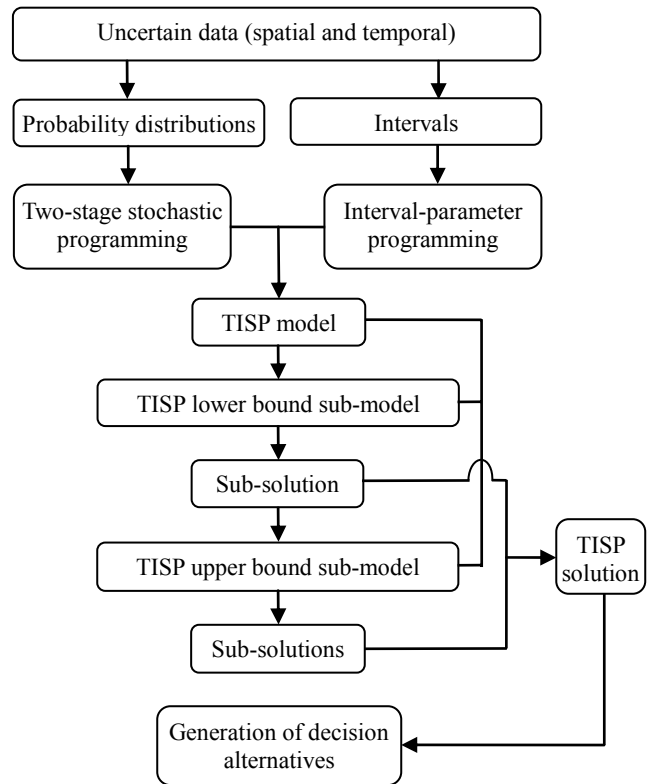 Uncertain data (spatial and temporal)
Probability distributions
Intervals
Two-stage stochastic
programming
Interval-parameter
programming
TISP model
TISP lower bound sub-model
Sub-solution
TISP upper bound sub-model
TISP
solution
Sub-solutions
Generation of decision
alternatives